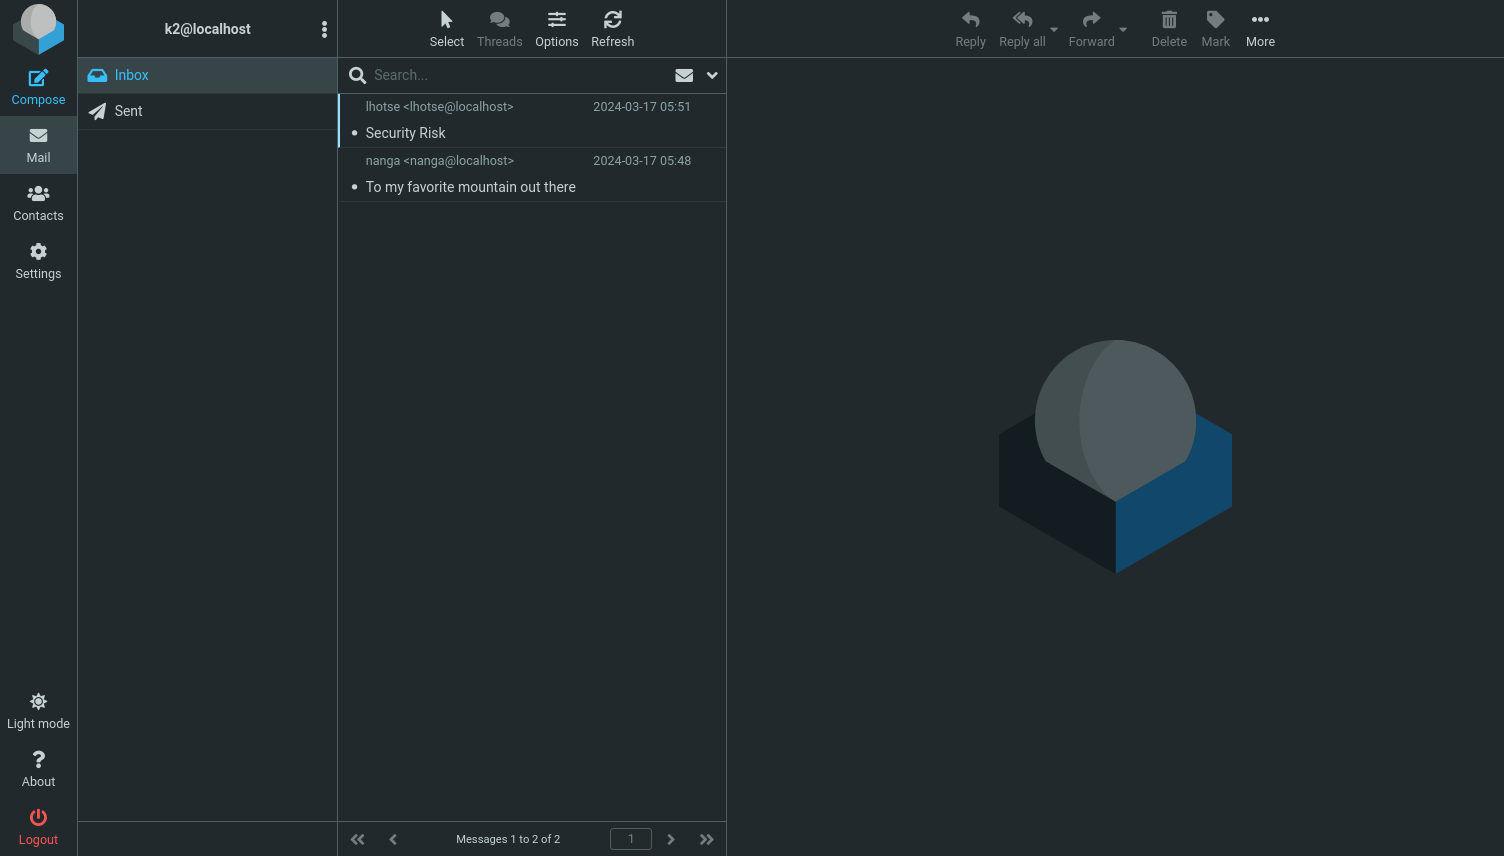 k2@localhost
Select
Threads
Options
Refresh
Reply
Reply all
Forward
Delete
Mark
More
Compose
Mail
Contacts
Settings
Light mode
About
Logout
Inbox
Sent
Search...
lhotse <lhotse@localhost> 2024-03-17 05:51
• Security Risk
nanga <nanga@localhost> 2024-03-17 05:48
• To my favorite mountain out there
Messages 1 to 2 of 2
1